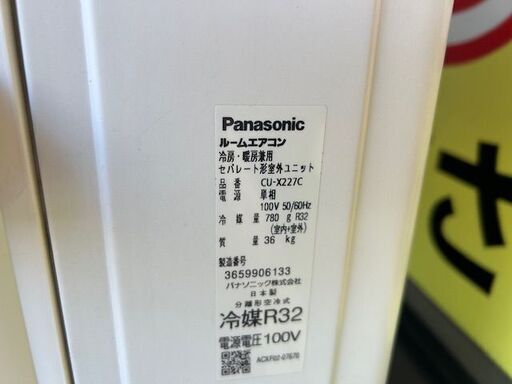 Panasonic
ルームエアコン
冷房・暖房兼用
セパレート形室外ユニット
品番 CU-X227C
電源 単相
100V 50/60Hz
冷媒量 780 g R32
(室内+室外)
質量 36 kg
製造番号
3659906133
パナソニック株式会社
日本製
分離形空冷式
冷媒R32
電源電圧100V
ACXF02-07670